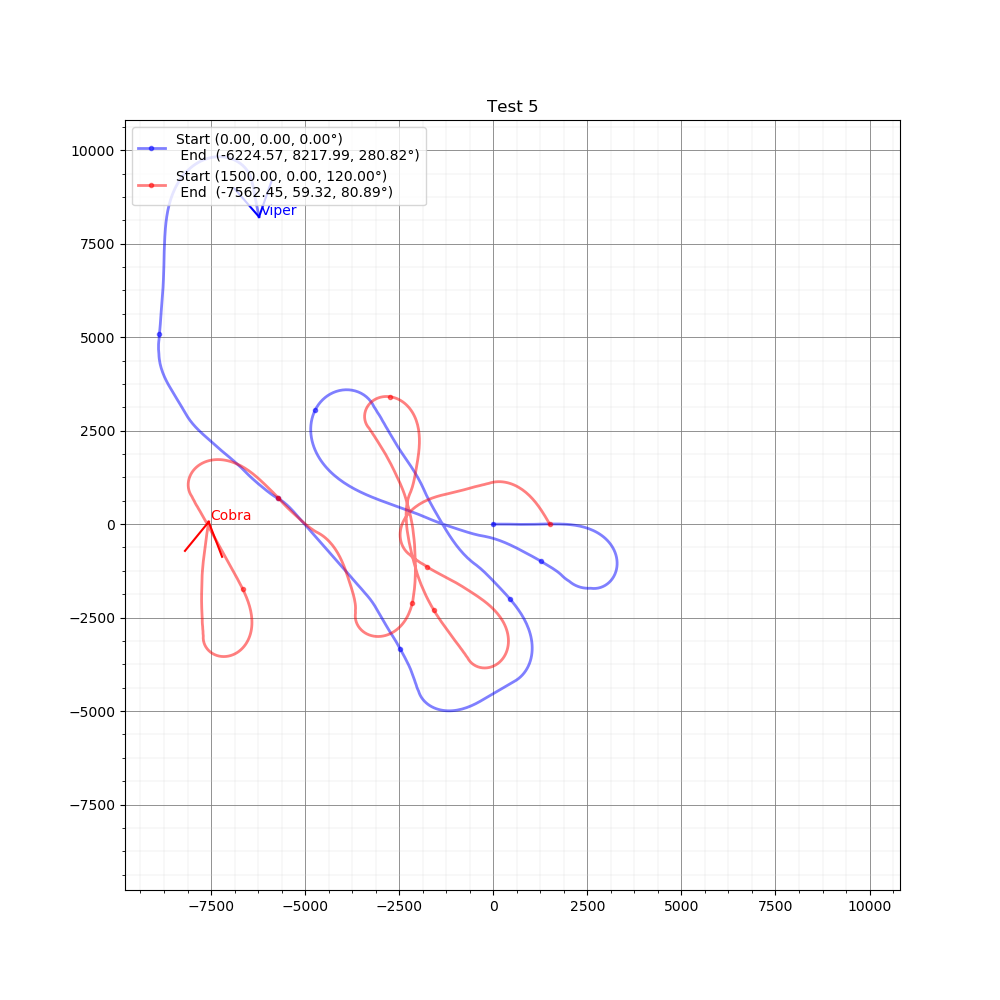 Test 5
Start (0.00, 0.00, 0.00°)
End (-6224.57, 8217.99, 280.82°)
Start (1500.00, 0.00, 120.00°)
End (-7562.45, 59.32, 80.89°)
Viper
Cobra
10000
7500
5000
2500
0
−2500
−5000
−7500
−7500 −5000 −2500 0 2500 5000 7500 10000